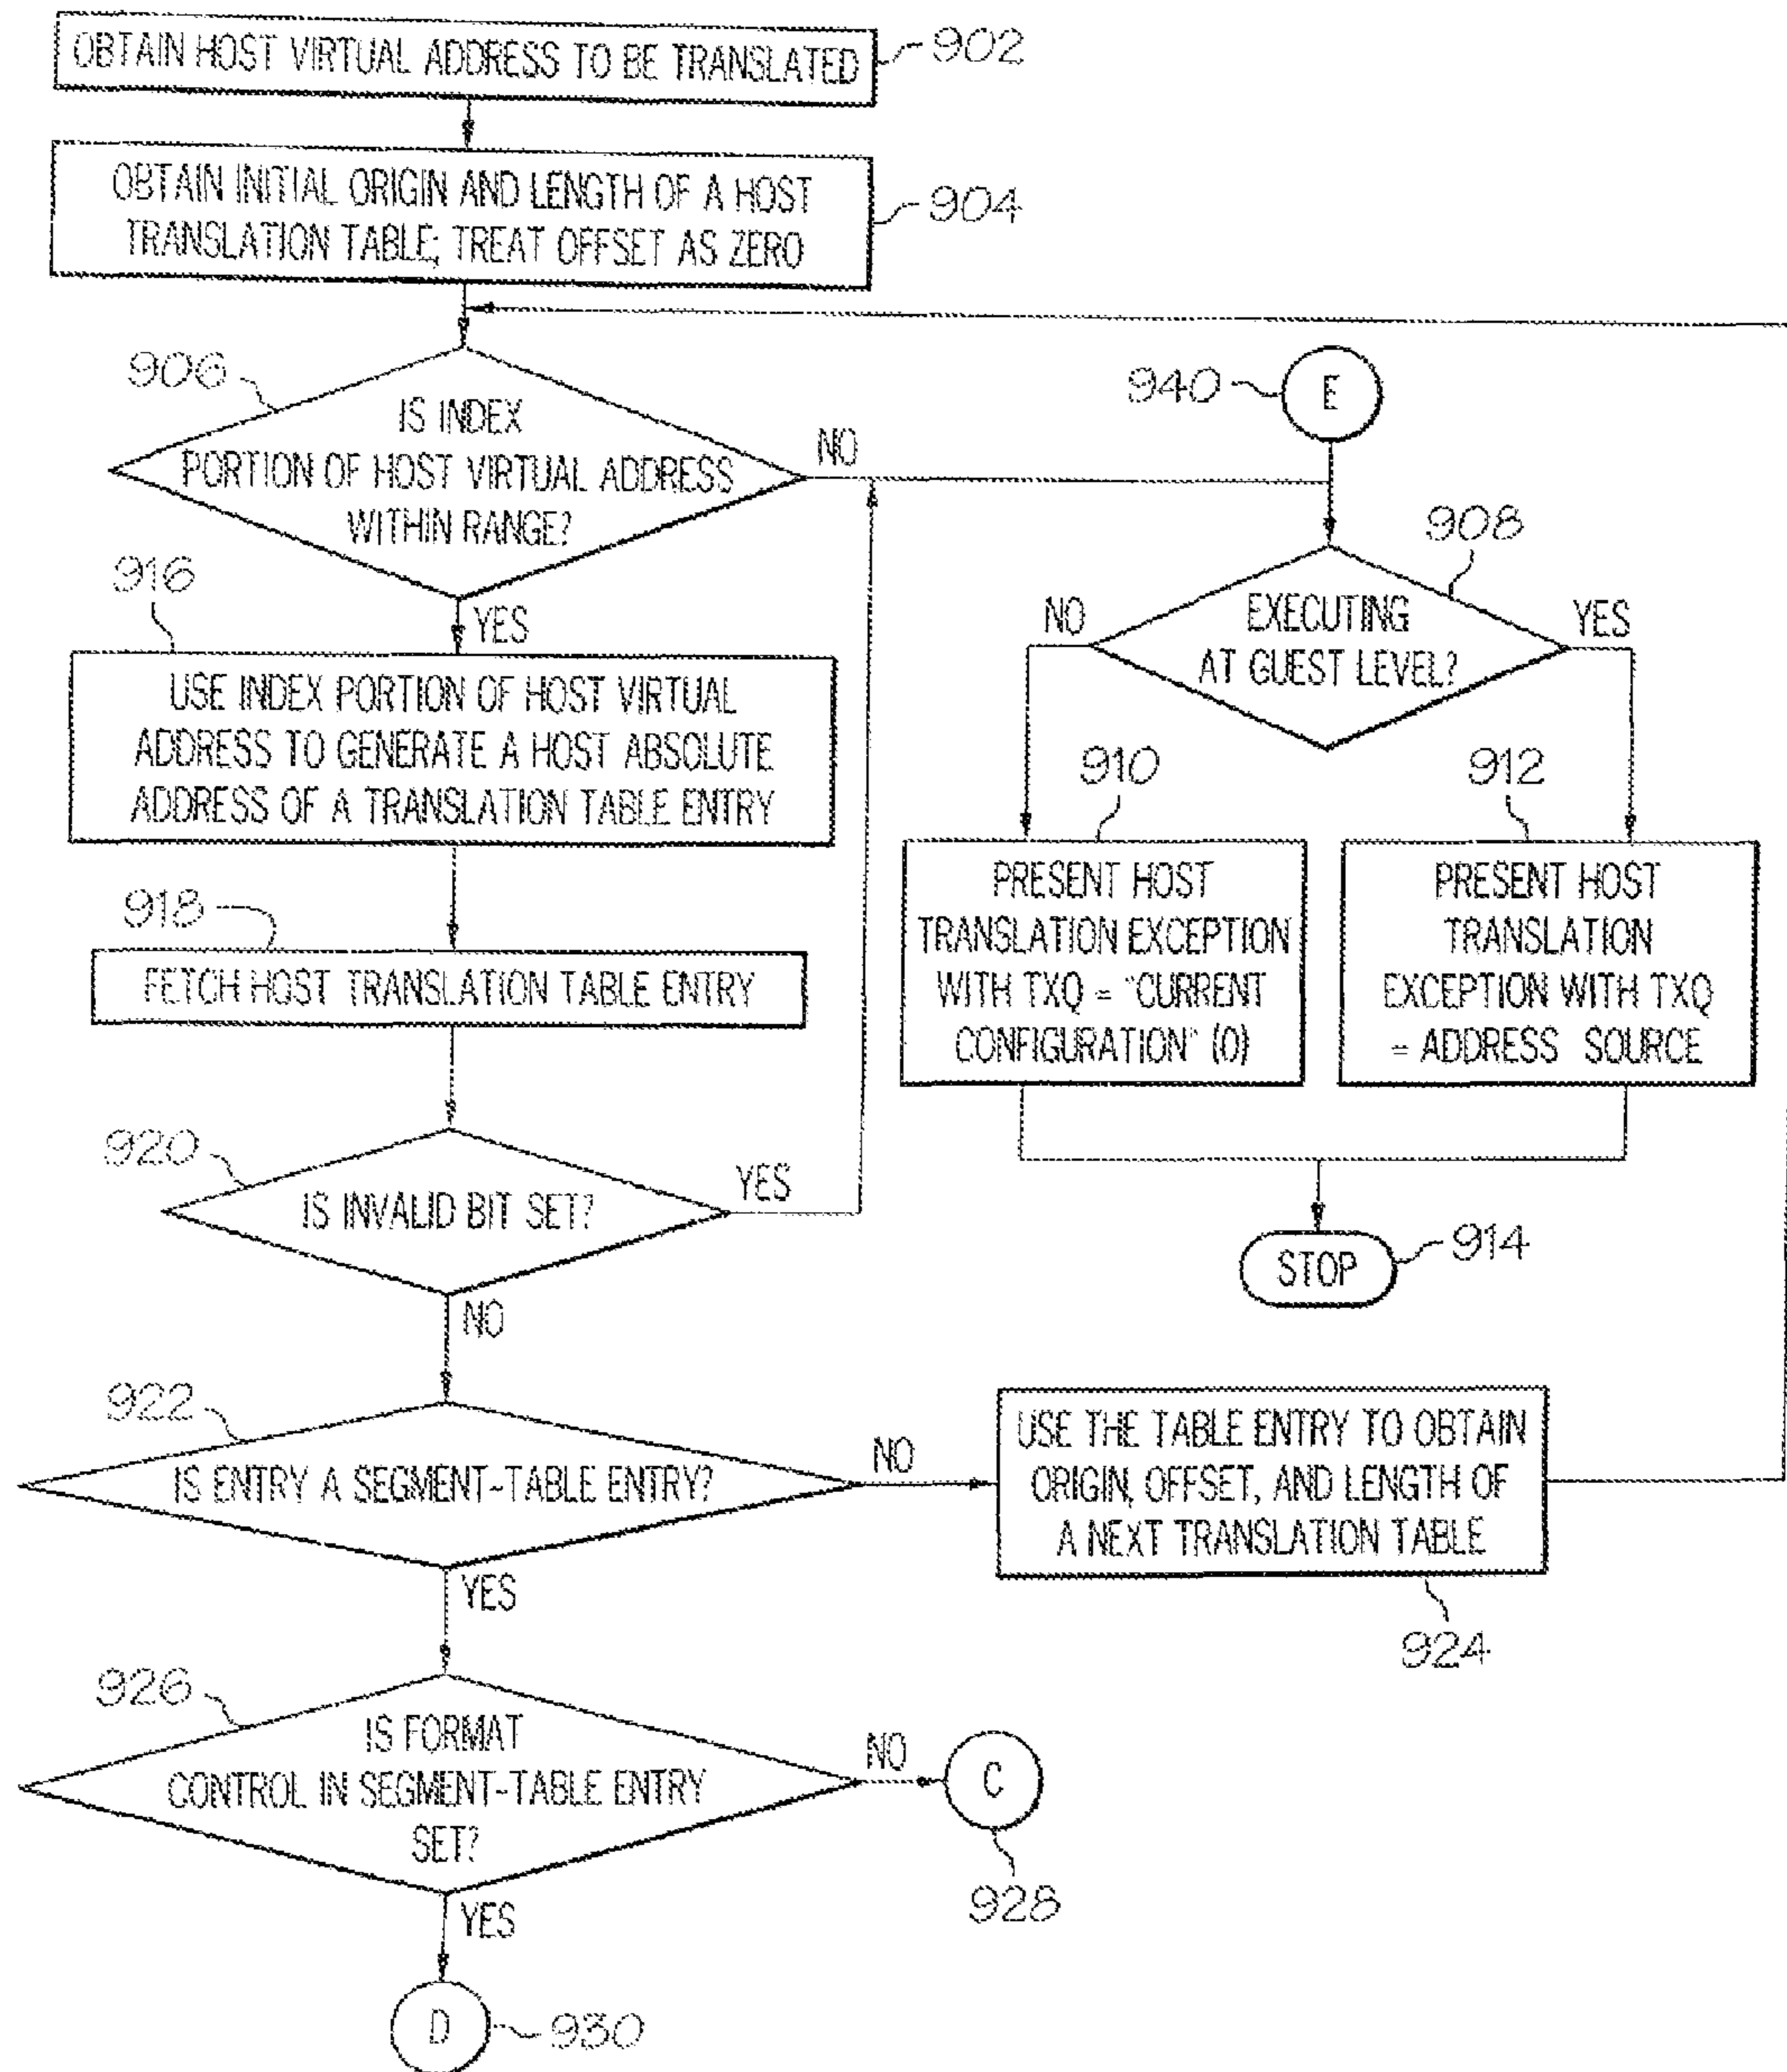 OBTAIN HOST VIRTUAL ADDRESS TO BE TRANSLATED
902
OBTAIN INITIAL ORIGIN AND LENGTH OF A HOST
TRANSLATION TABLE; TREAT OFFSET AS ZERO
904
906
IS INDEX
PORTION OF HOST VIRTUAL ADDRESS
WITHIN RANGE?
NO
YES
940
E
908
EXECUTING
AT GUEST LEVEL?
NO
YES
910
PRESENT HOST
TRANSLATION EXCEPTION
WITH TXQ = "CURRENT
CONFIGURATION" (0)
912
PRESENT HOST
TRANSLATION
EXCEPTION WITH TXQ
= ADDRESS SOURCE
STOP
914
916
USE INDEX PORTION OF HOST VIRTUAL
ADDRESS TO GENERATE A HOST ABSOLUTE
ADDRESS OF A TRANSLATION TABLE ENTRY
918
FETCH HOST TRANSLATION TABLE ENTRY
920
IS INVALID BIT SET?
YES
NO
922
IS ENTRY A SEGMENT-TABLE ENTRY?
NO
YES
USE THE TABLE ENTRY TO OBTAIN
ORIGIN, OFFSET, AND LENGTH OF
A NEXT TRANSLATION TABLE
924
926
IS FORMAT
CONTROL IN SEGMENT-TABLE ENTRY
SET?
NO
C
928
YES
D
930